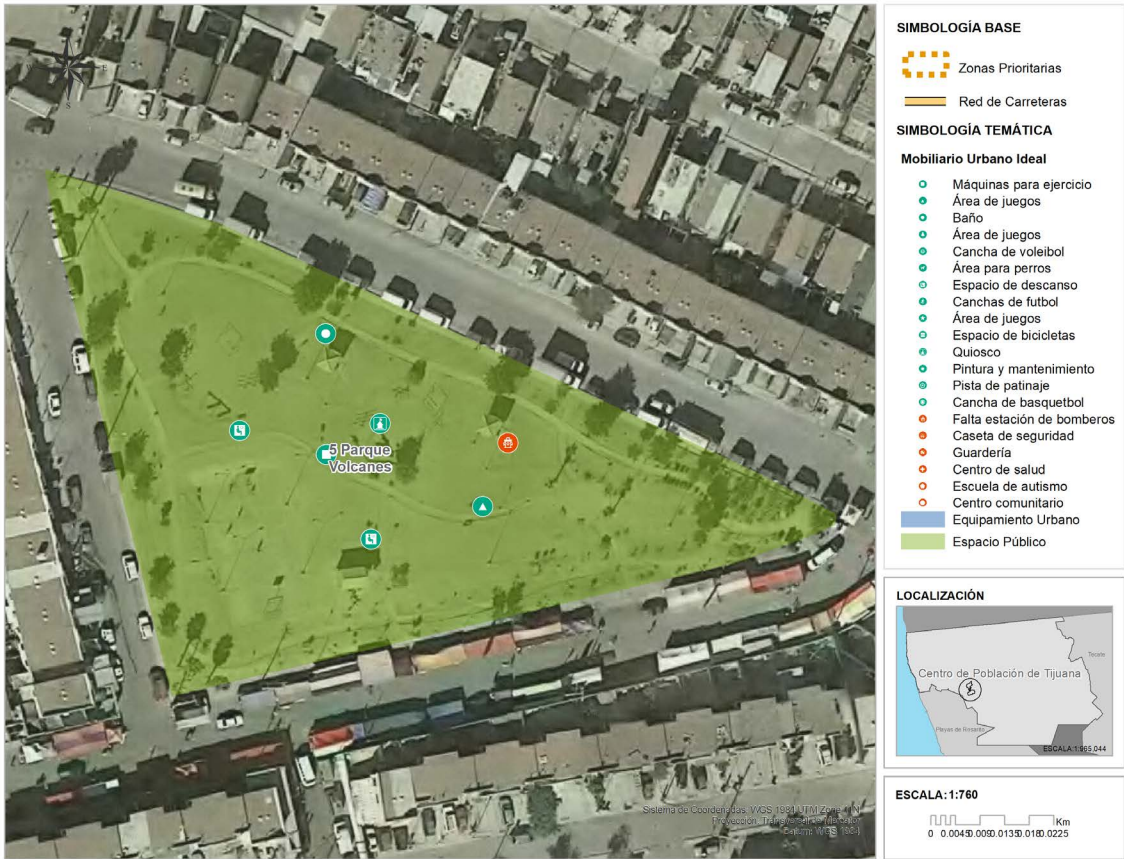 N
E
S
5 Parque
Volcanes
Sistema de Coordenadas: WGS 1984 UTM Zone 11N
Proyección: Transversal de Mercator
Datum: WGS 1984
SIMBOLOGÍA BASE
Zonas Prioritarias
Red de Carreteras
SIMBOLOGÍA TEMÁTICA
Mobiliario Urbano Ideal
Máquinas para ejercicio
Área de juegos
Baño
Área de juegos
Cancha de voleibol
Área para perros
Espacio de descanso
Canchas de futbol
Área de juegos
Espacio de bicicletas
Quiosco
Pintura y mantenimiento
Pista de patinaje
Cancha de basquetbol
Falta estación de bomberos
Caseta de seguridad
Guardería
Centro de salud
Escuela de autismo
Centro comunitario
Equipamiento Urbano
Espacio Público
LOCALIZACIÓN
Tecate
Centro de Población de Tijuana
Playas de Rosarito
ESCALA:1:965,044
ESCALA:1:760
Km
0 0.0045 0.009 0.0135 0.018 0.0225